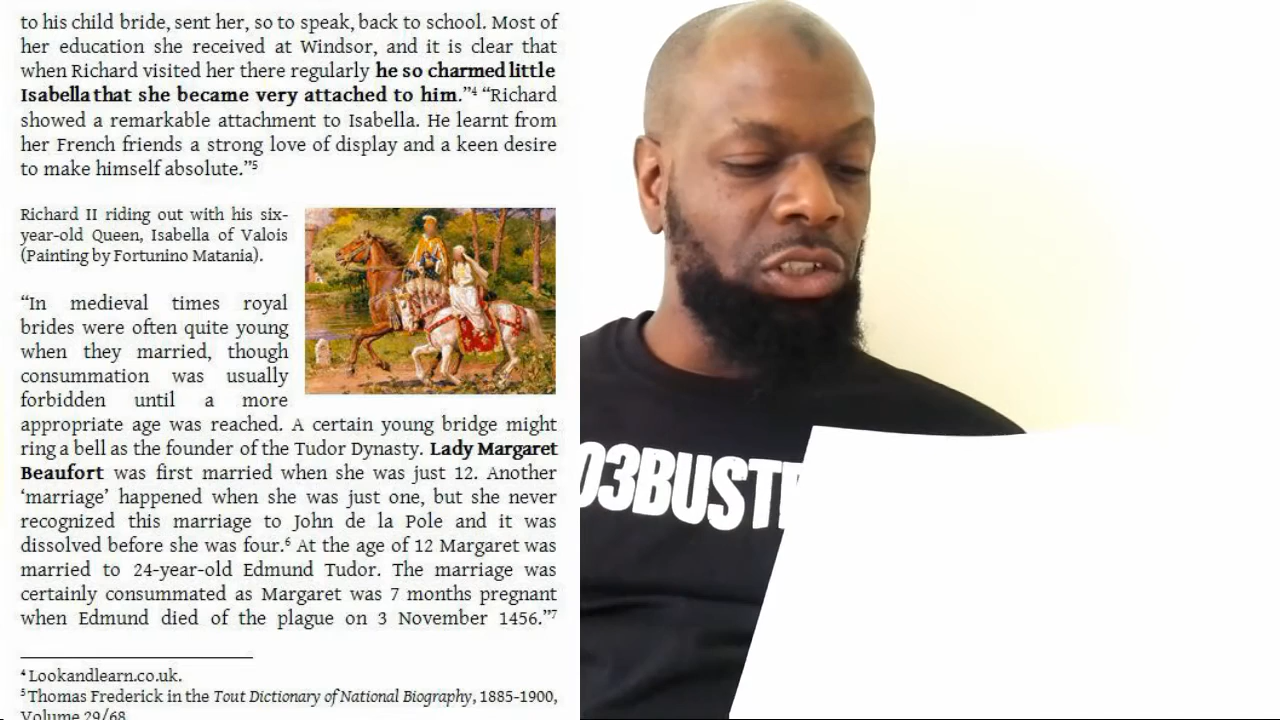 to his child bride, sent her, so to speak, back to school. Most of
her education she received at Windsor, and it is clear that
when Richard visited her there regularly he so charmed little
Isabella that she became very attached to him.”⁴ “Richard
showed a remarkable attachment to Isabella. He learnt from
her French friends a strong love of display and a keen desire
to make himself absolute.”⁵
Richard II riding out with his six-
year-old Queen, Isabella of Valois
(Painting by Fortunino Matania).
“In medieval times royal
brides were often quite young
when they married, though
consummation was usually
forbidden until a more
appropriate age was reached. A certain young bridge might
ring a bell as the founder of the Tudor Dynasty. Lady Margaret
Beaufort was first married when she was just 12. Another
‘marriage’ happened when she was just one, but she never
recognized this marriage to John de la Pole and it was
dissolved before she was four.⁶ At the age of 12 Margaret was
married to 24-year-old Edmund Tudor. The marriage was
certainly consummated as Margaret was 7 months pregnant
when Edmund died of the plague on 3 November 1456.”⁷
⁴ Lookandlearn.co.uk.
⁵ Thomas Frederick in the Tout Dictionary of National Biography, 1885-1900,
Volume 29/68
03BUST